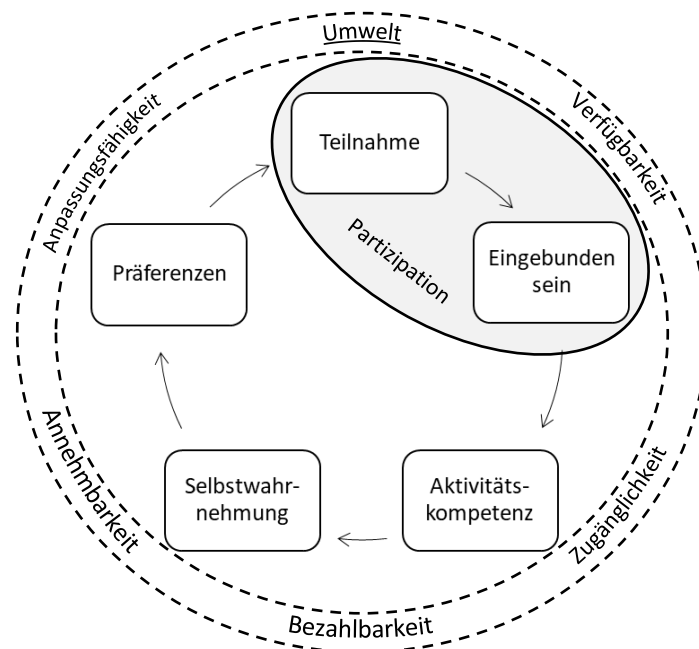 Umwelt
Verfügbarkeit
Zugänglichkeit
Bezahlbarkeit
Annehmbarkeit
Anpassungsfähigkeit
Teilnahme
Partizipation
Eingebunden
sein
Aktivitäts-
kompetenz
Selbstwahr-
nehmung
Präferenzen